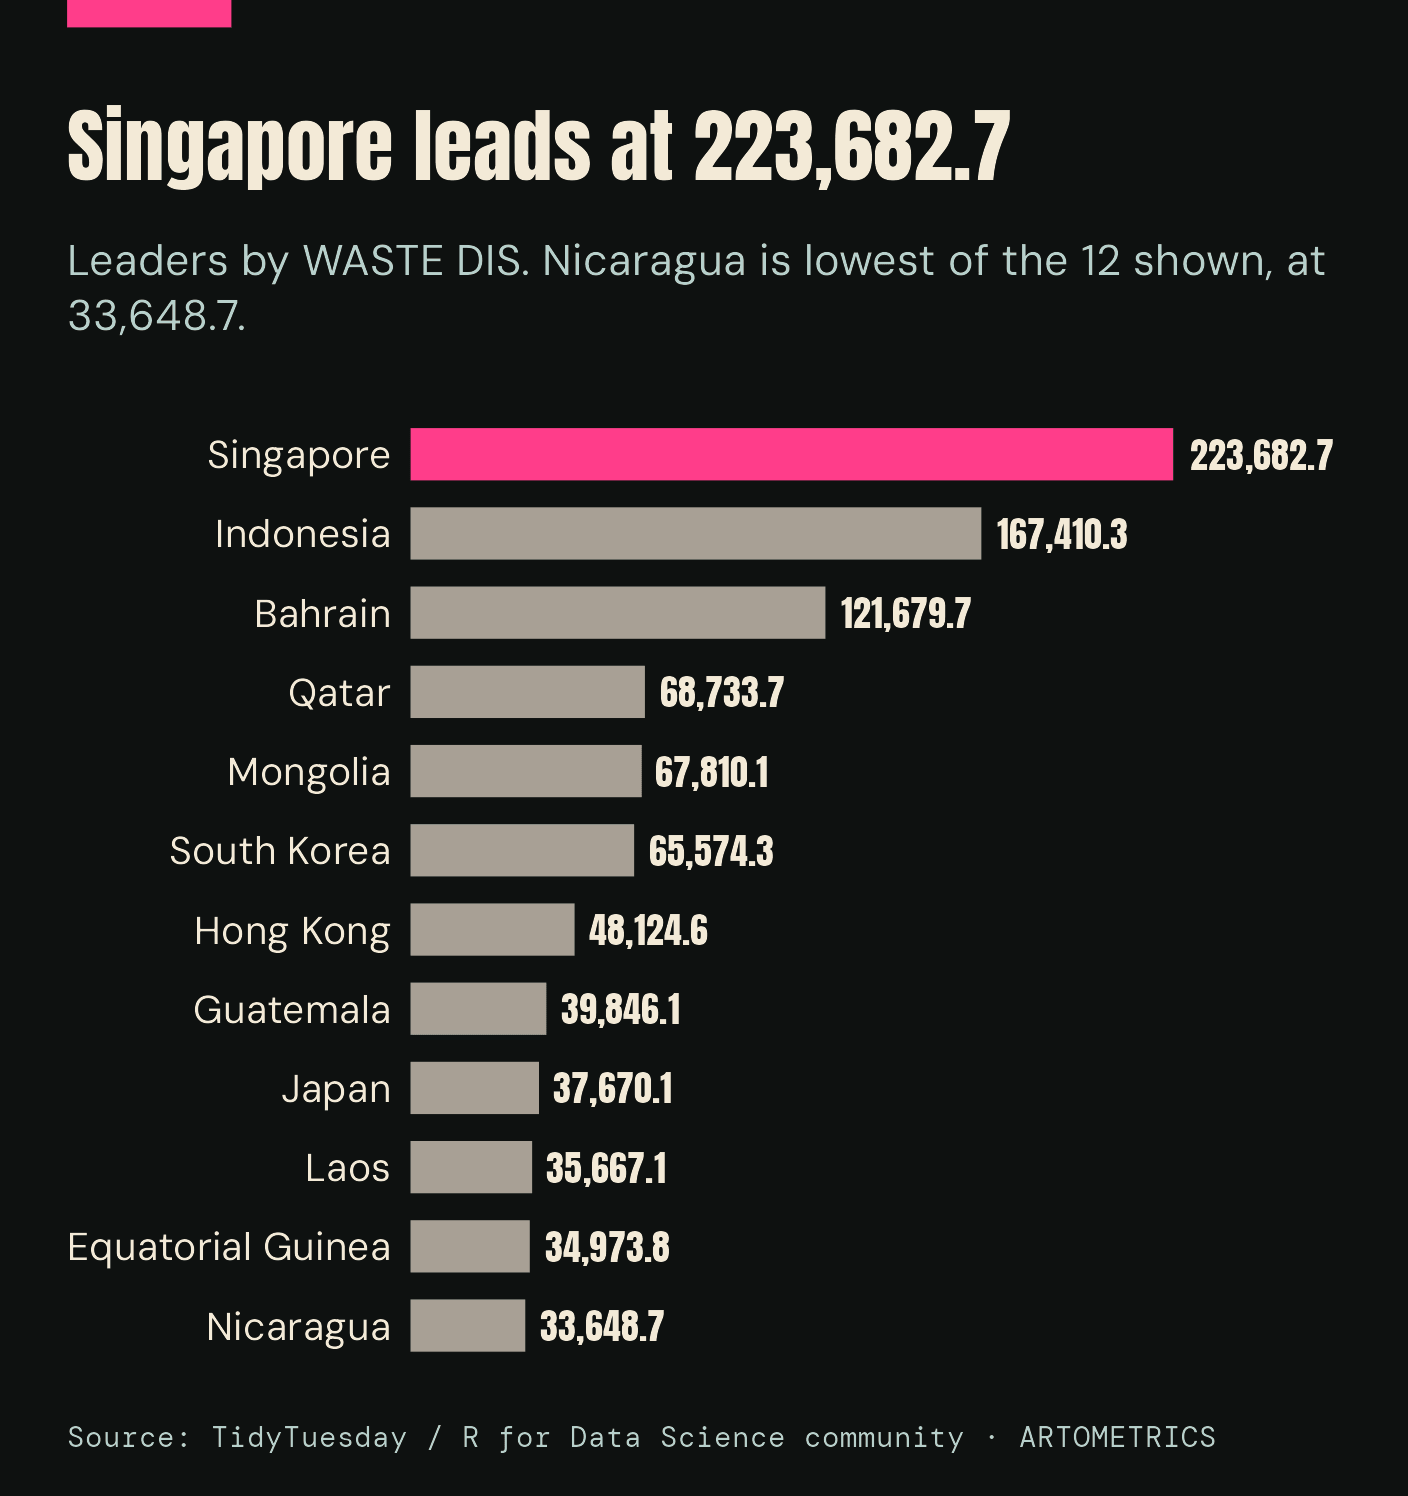 Singapore leads at 223,682.7
Leaders by WASTE DIS. Nicaragua is lowest of the 12 shown, at
33,648.7.
Singapore 223,682.7
Indonesia 167,410.3
Bahrain 121,679.7
Qatar 68,733.7
Mongolia 67,810.1
South Korea 65,574.3
Hong Kong 48,124.6
Guatemala 39,846.1
Japan 37,670.1
Laos 35,667.1
Equatorial Guinea 34,973.8
Nicaragua 33,648.7
Source: TidyTuesday / R for Data Science community · ARTOMETRICS